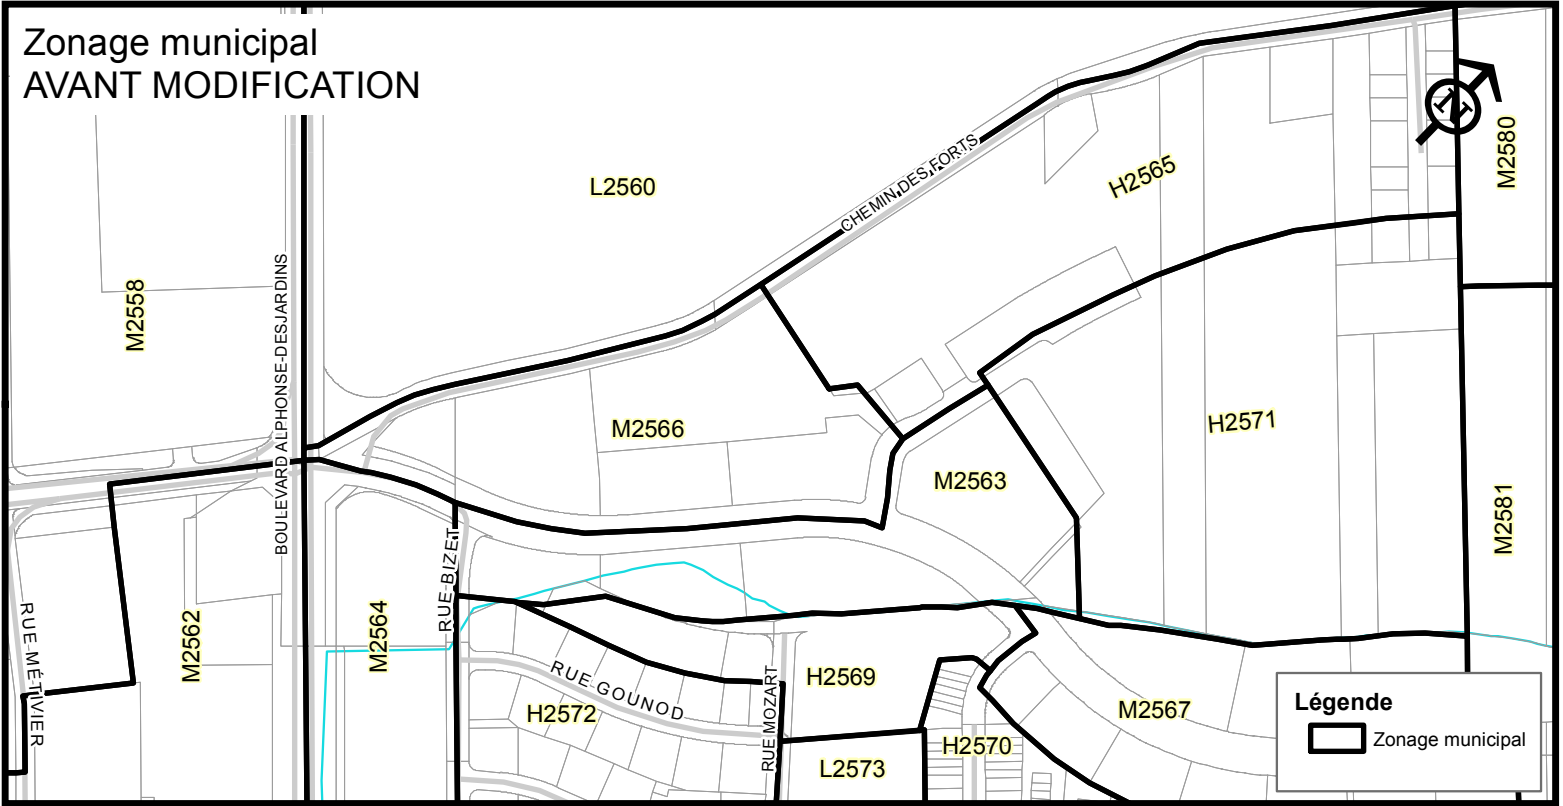 Zonage municipal
AVANT MODIFICATION
N
M2580
L2560
CHEMIN DES FORTS
H2565
M2558
BOULEVARD ALPHONSE-DESJARDINS
M2566
H2571
M2563
M2581
RUE BIZET
RUE MÉTIVIER
M2562
M2564
RUE GOUNOD
H2572
RUE MOZART
H2569
M2567
H2570
L2573
Légende
Zonage municipal